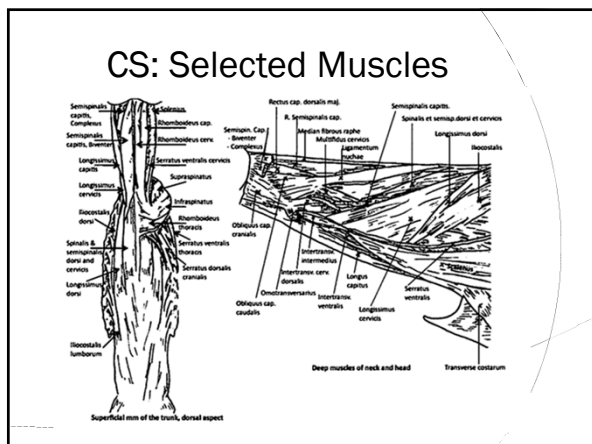 CS: Selected Muscles
Semispinalis
capitis,
Complexus
Semispinalis
capitis, Biventer
Longissimus
capitis
Longissimus
cervicis
Iliocostalis
dorsi
Spinalis &
semispinalis
dorsi and
cervicis
Longissimus
dorsi
Iliocostalis
lumborum
Splenius
Rhomboideus cap.
Rhomboideus cerv.
Serratus ventralis cervicis
Supraspinatus
Infraspinatus
Rhomboideus
thoracis
Serratus ventralis
thoracis
Serratus dorsalis
cranialis
Superficial mm of the trunk, dorsal aspect
Rectus cap. dorsalis maj.
R. Semispinalis cap.
Semispin. Cap.
- Biventer
- Complexus
Median fibrous raphe
Multifidus cervicis
Ligamentum
nuchae
Semispinalis capitis.
Spinalis et semisp.dorsi et cervicis
Longissimus dorsi
Iliocostalis
Obliquus cap.
cranialis
Intertransv.
intermedius
Intertransv. cerv.
dorsalis
Omotransversarius
Obliquus cap.
caudalis
Intertransv.
ventralis
Longus
capitus
Longissimus
cervicis
Serratus
ventralis
Scalenus
Deep muscles of neck and head
Transverse costarum